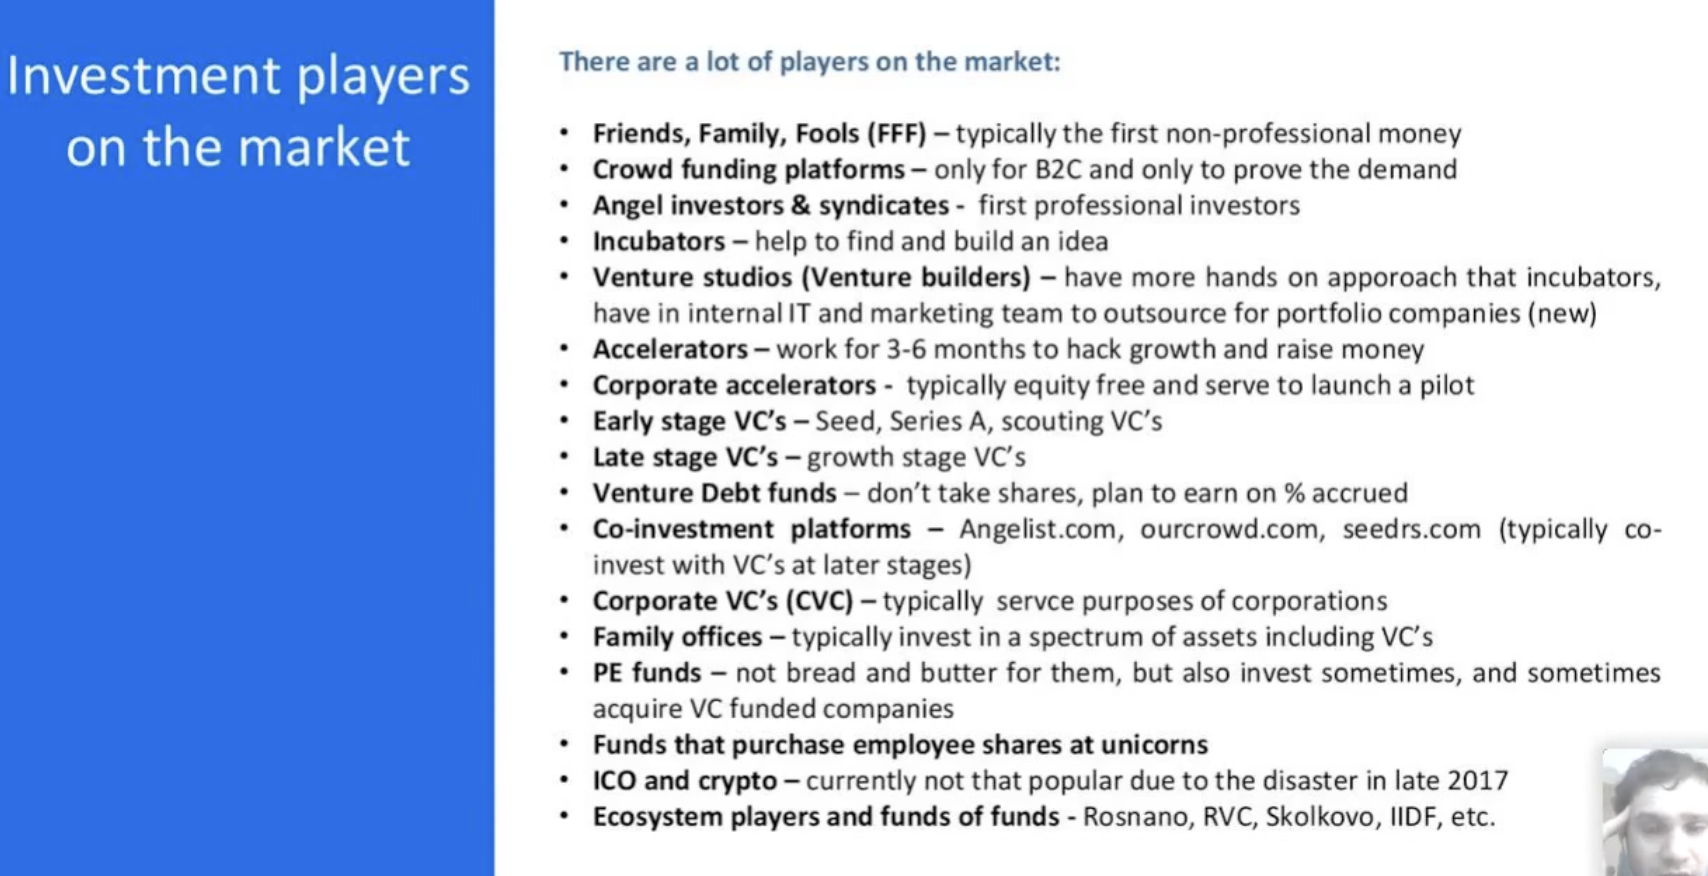 Investment players
on the market
There are a lot of players on the market:
• Friends, Family, Fools (FFF) – typically the first non-professional money
• Crowd funding platforms – only for B2C and only to prove the demand
• Angel investors & syndicates - first professional investors
• Incubators – help to find and build an idea
• Venture studios (Venture builders) – have more hands on apporoach that incubators,
have in internal IT and marketing team to outsource for portfolio companies (new)
• Accelerators – work for 3-6 months to hack growth and raise money
• Corporate accelerators - typically equity free and serve to launch a pilot
• Early stage VC’s – Seed, Series A, scouting VC’s
• Late stage VC’s – growth stage VC’s
• Venture Debt funds – don’t take shares, plan to earn on % accrued
• Co-investment platforms – Angelist.com, ourcrowd.com, seedrs.com (typically co-
invest with VC’s at later stages)
• Corporate VC’s (CVC) – typically servce purposes of corporations
• Family offices – typically invest in a spectrum of assets including VC’s
• PE funds – not bread and butter for them, but also invest sometimes, and sometimes
acquire VC funded companies
• Funds that purchase employee shares at unicorns
• ICO and crypto – currently not that popular due to the disaster in late 2017
• Ecosystem players and funds of funds - Rosnano, RVC, Skolkovo, IIDF, etc.